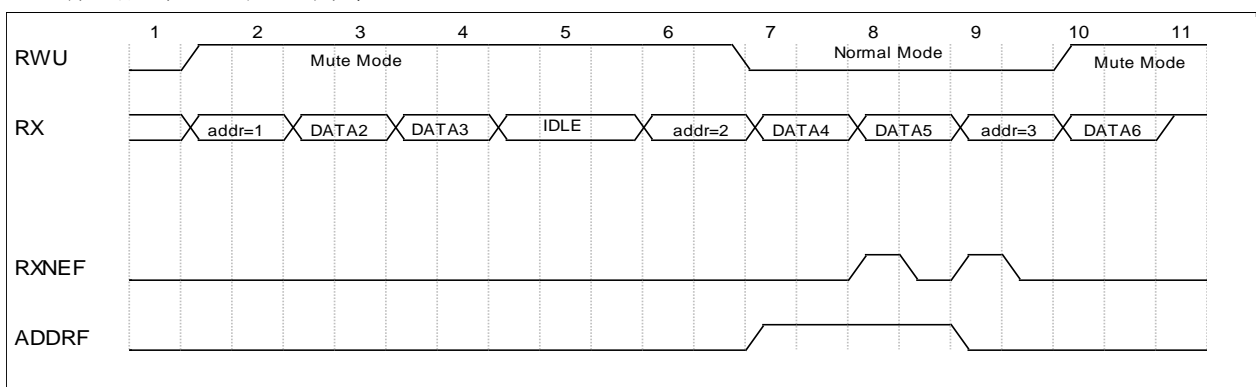 1 2 3 4 5 6 7 8 9 10 11
RWU Mute Mode Normal Mode Mute Mode
RX addr=1 DATA2 DATA3 IDLE addr=2 DATA4 DATA5 addr=3 DATA6
RXNEF
ADDRF